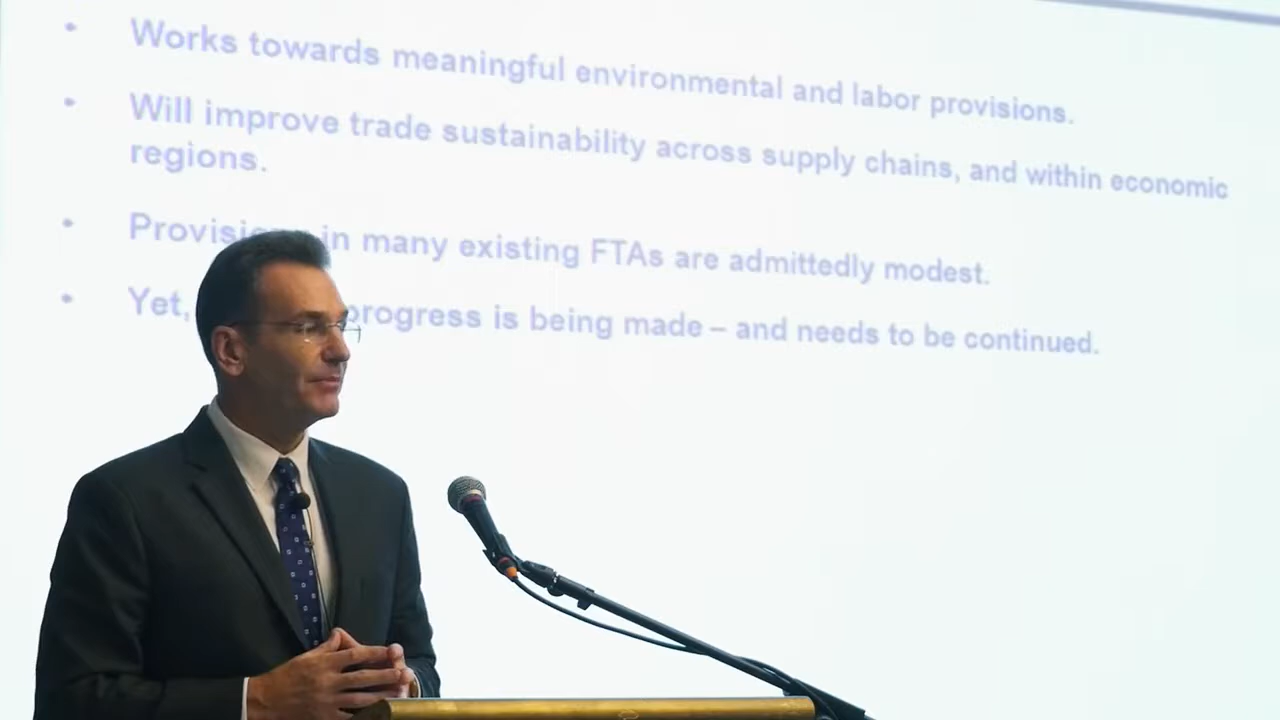 • Works towards meaningful environmental and labor provisions.
• Will improve trade sustainability across supply chains, and within economic
regions.
• in many existing FTAs are admittedly modest.
• Yet, progress is being made – and needs to be continued.